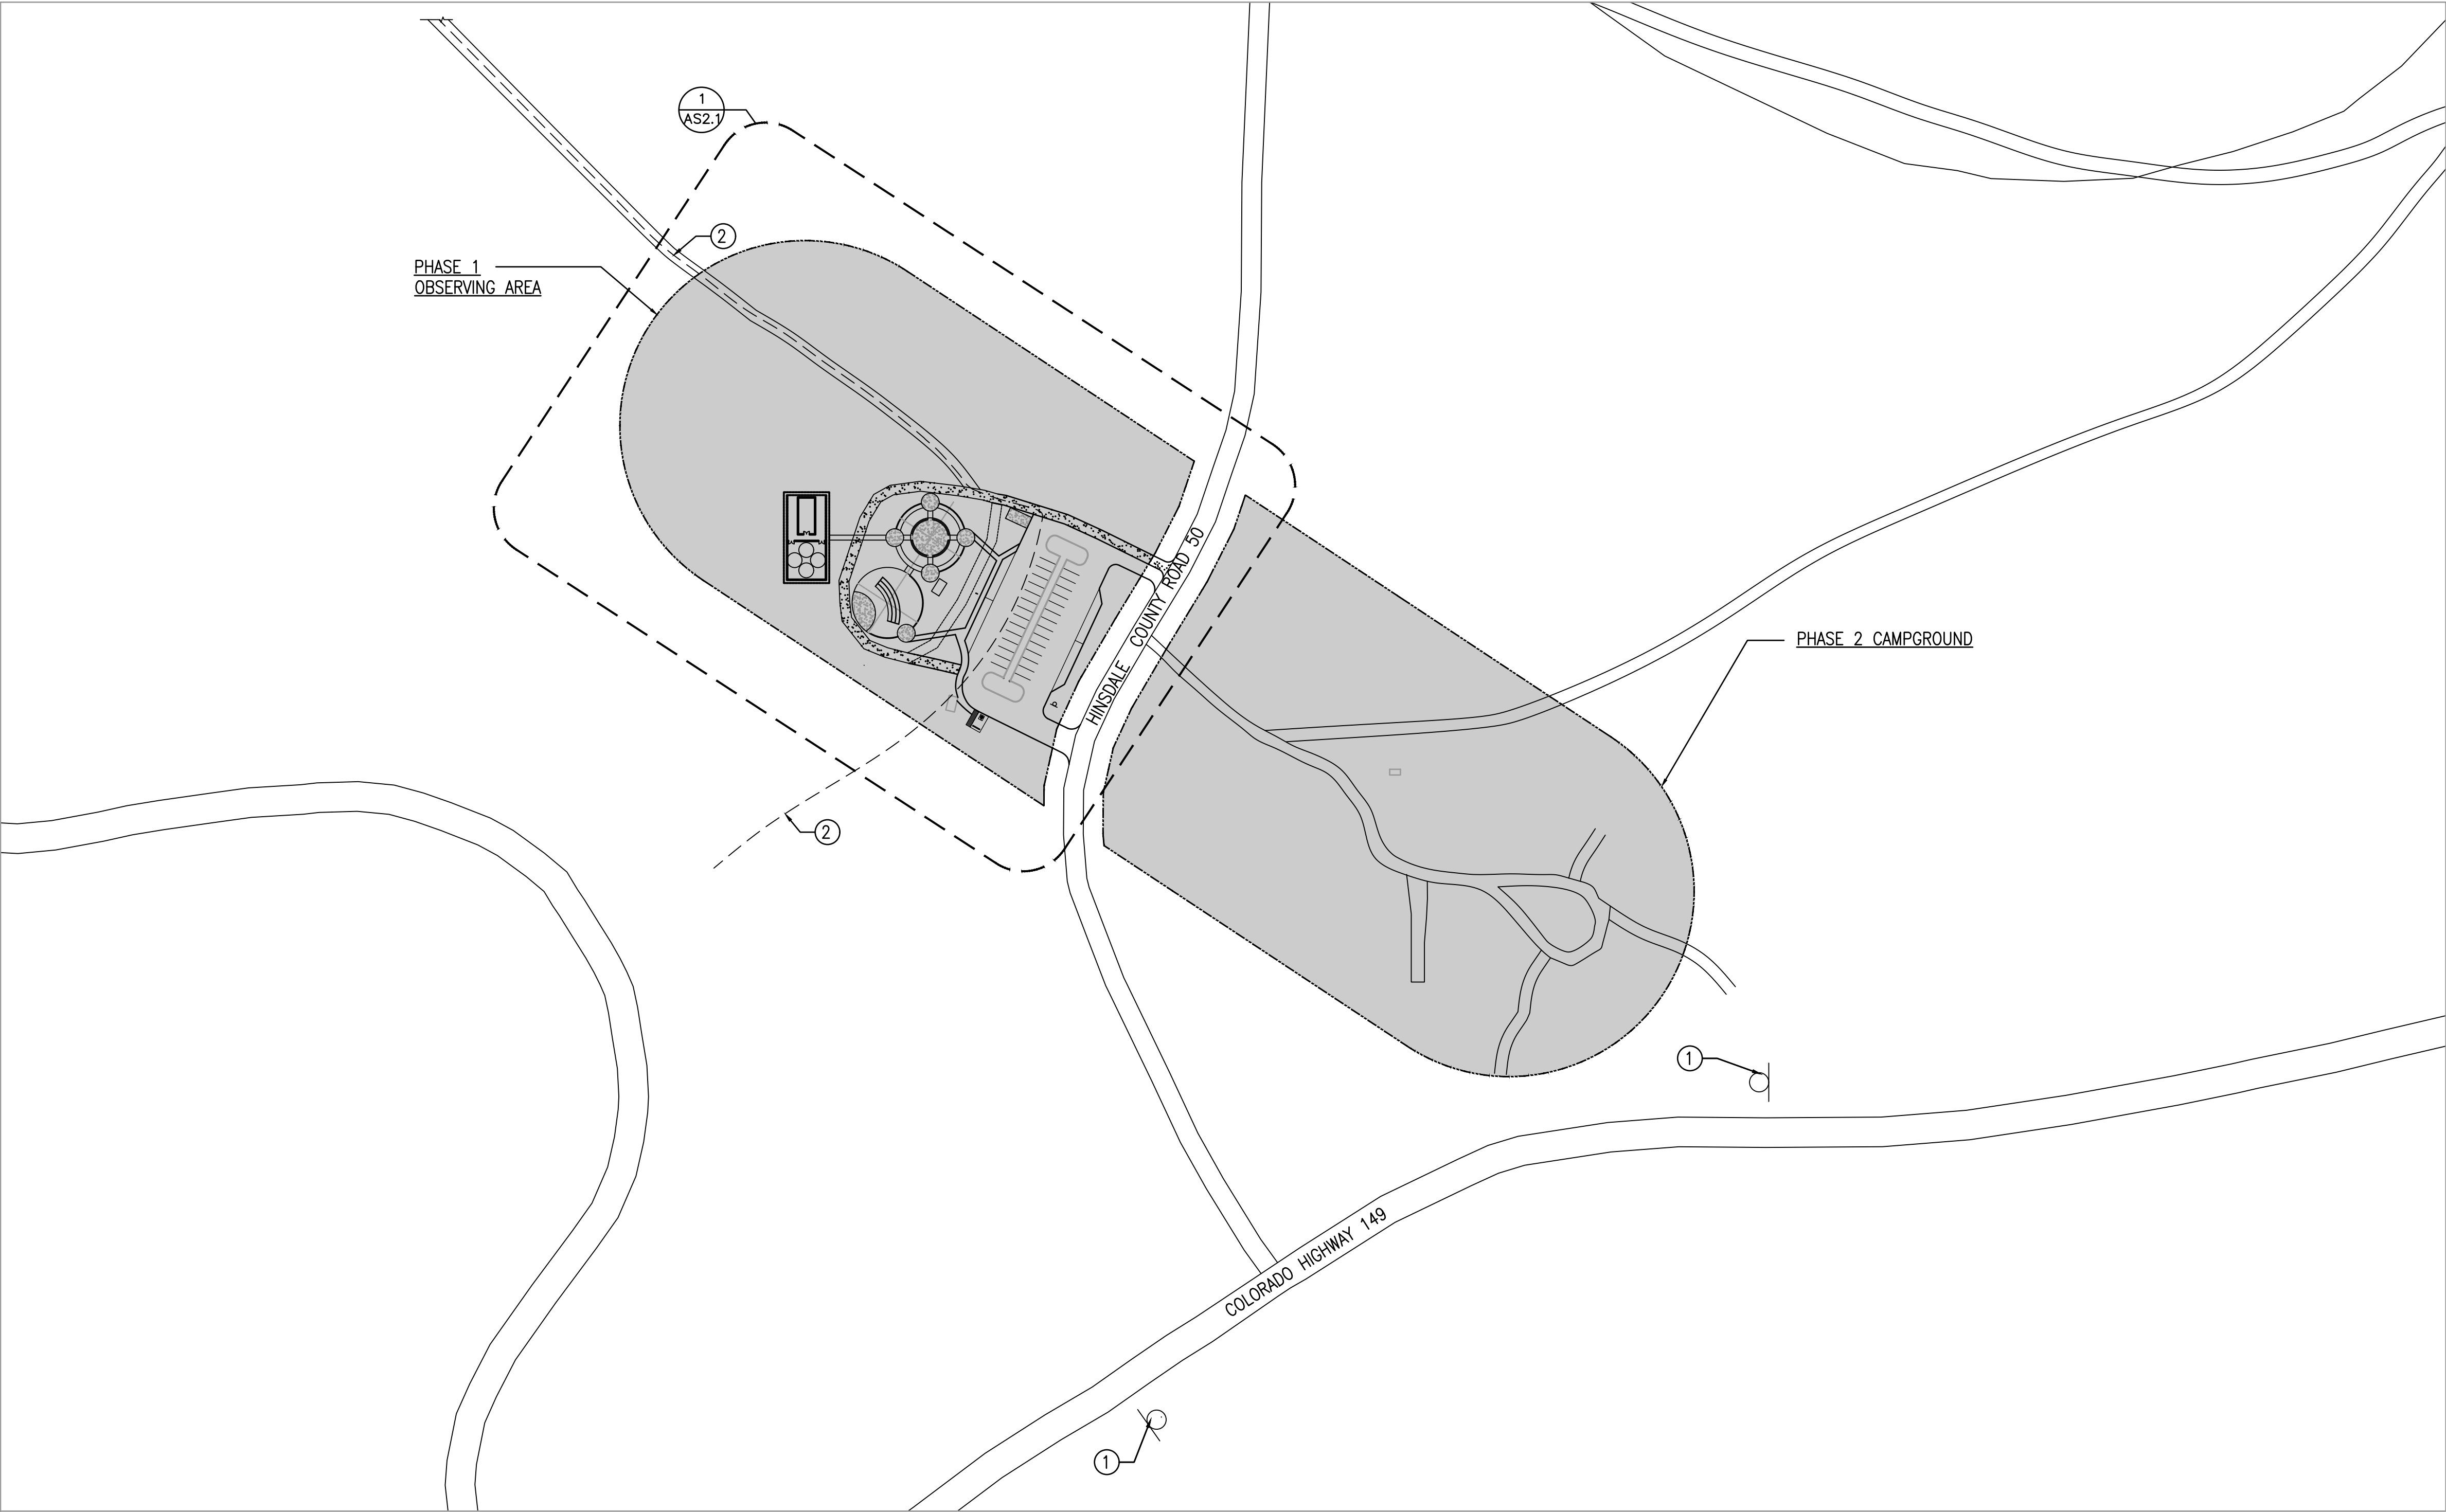 1
AS2.1
2
PHASE 1
OBSERVING AREA
HINSDALE COUNTY ROAD 50
PHASE 2 CAMPGROUND
2
1
COLORADO HIGHWAY 149
1